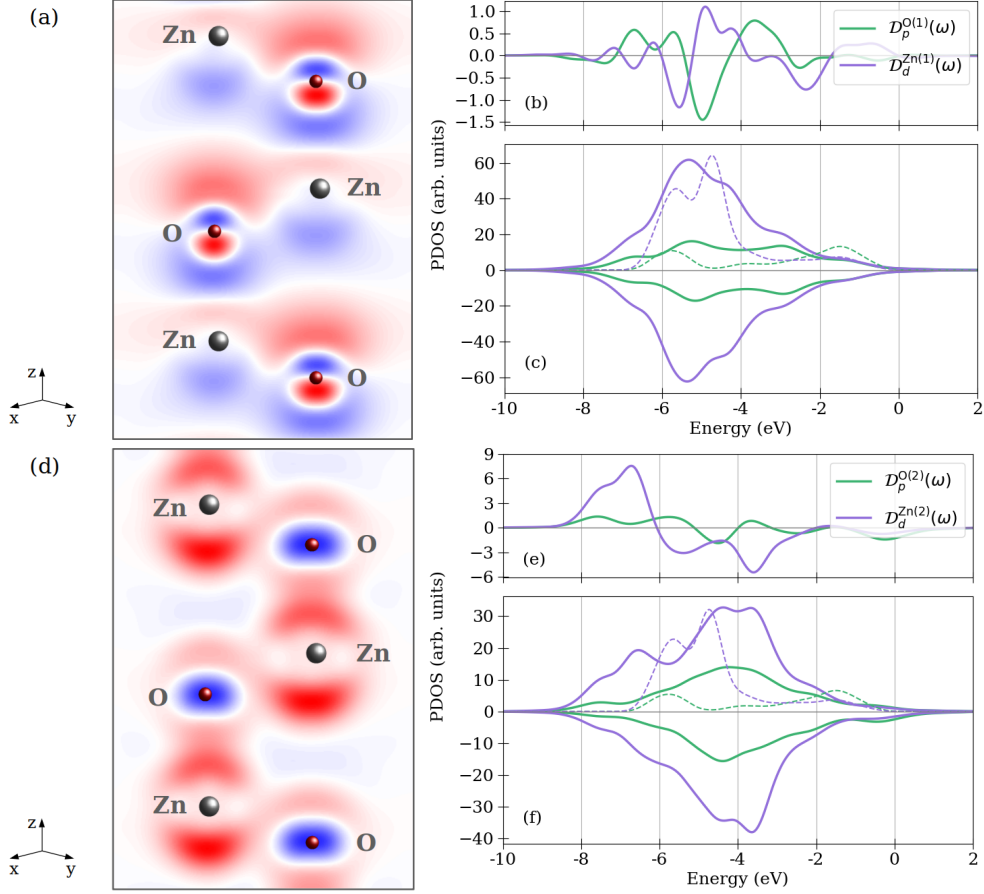 (a)
Zn
O
Zn
O
Zn
O
z
x y
1.0
0.5
0.0
−0.5
−1.0
−1.5
(b)
𝒟ₚ^O(1)(ω)
𝒟_d^Zn(1)(ω)
PDOS (arb. units)
60
40
20
0
−20
−40
−60
(c)
-10 -8 -6 -4 -2 0 2
Energy (eV)
(d)
Zn
O
Zn
O
Zn
O
z
x y
9
6
3
0
−3
−6
(e)
𝒟ₚ^O(2)(ω)
𝒟_d^Zn(2)(ω)
PDOS (arb. units)
30
20
10
0
−10
−20
−30
−40
(f)
-10 -8 -6 -4 -2 0 2
Energy (eV)